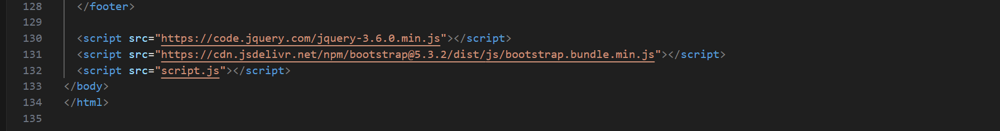 128 </footer>
129
130 <script src="https://code.jquery.com/jquery-3.6.0.min.js"></script>
131 <script src="https://cdn.jsdelivr.net/npm/bootstrap@5.3.2/dist/js/bootstrap.bundle.min.js"></script>
132 <script src="script.js"></script>
133 </body>
134 </html>
135